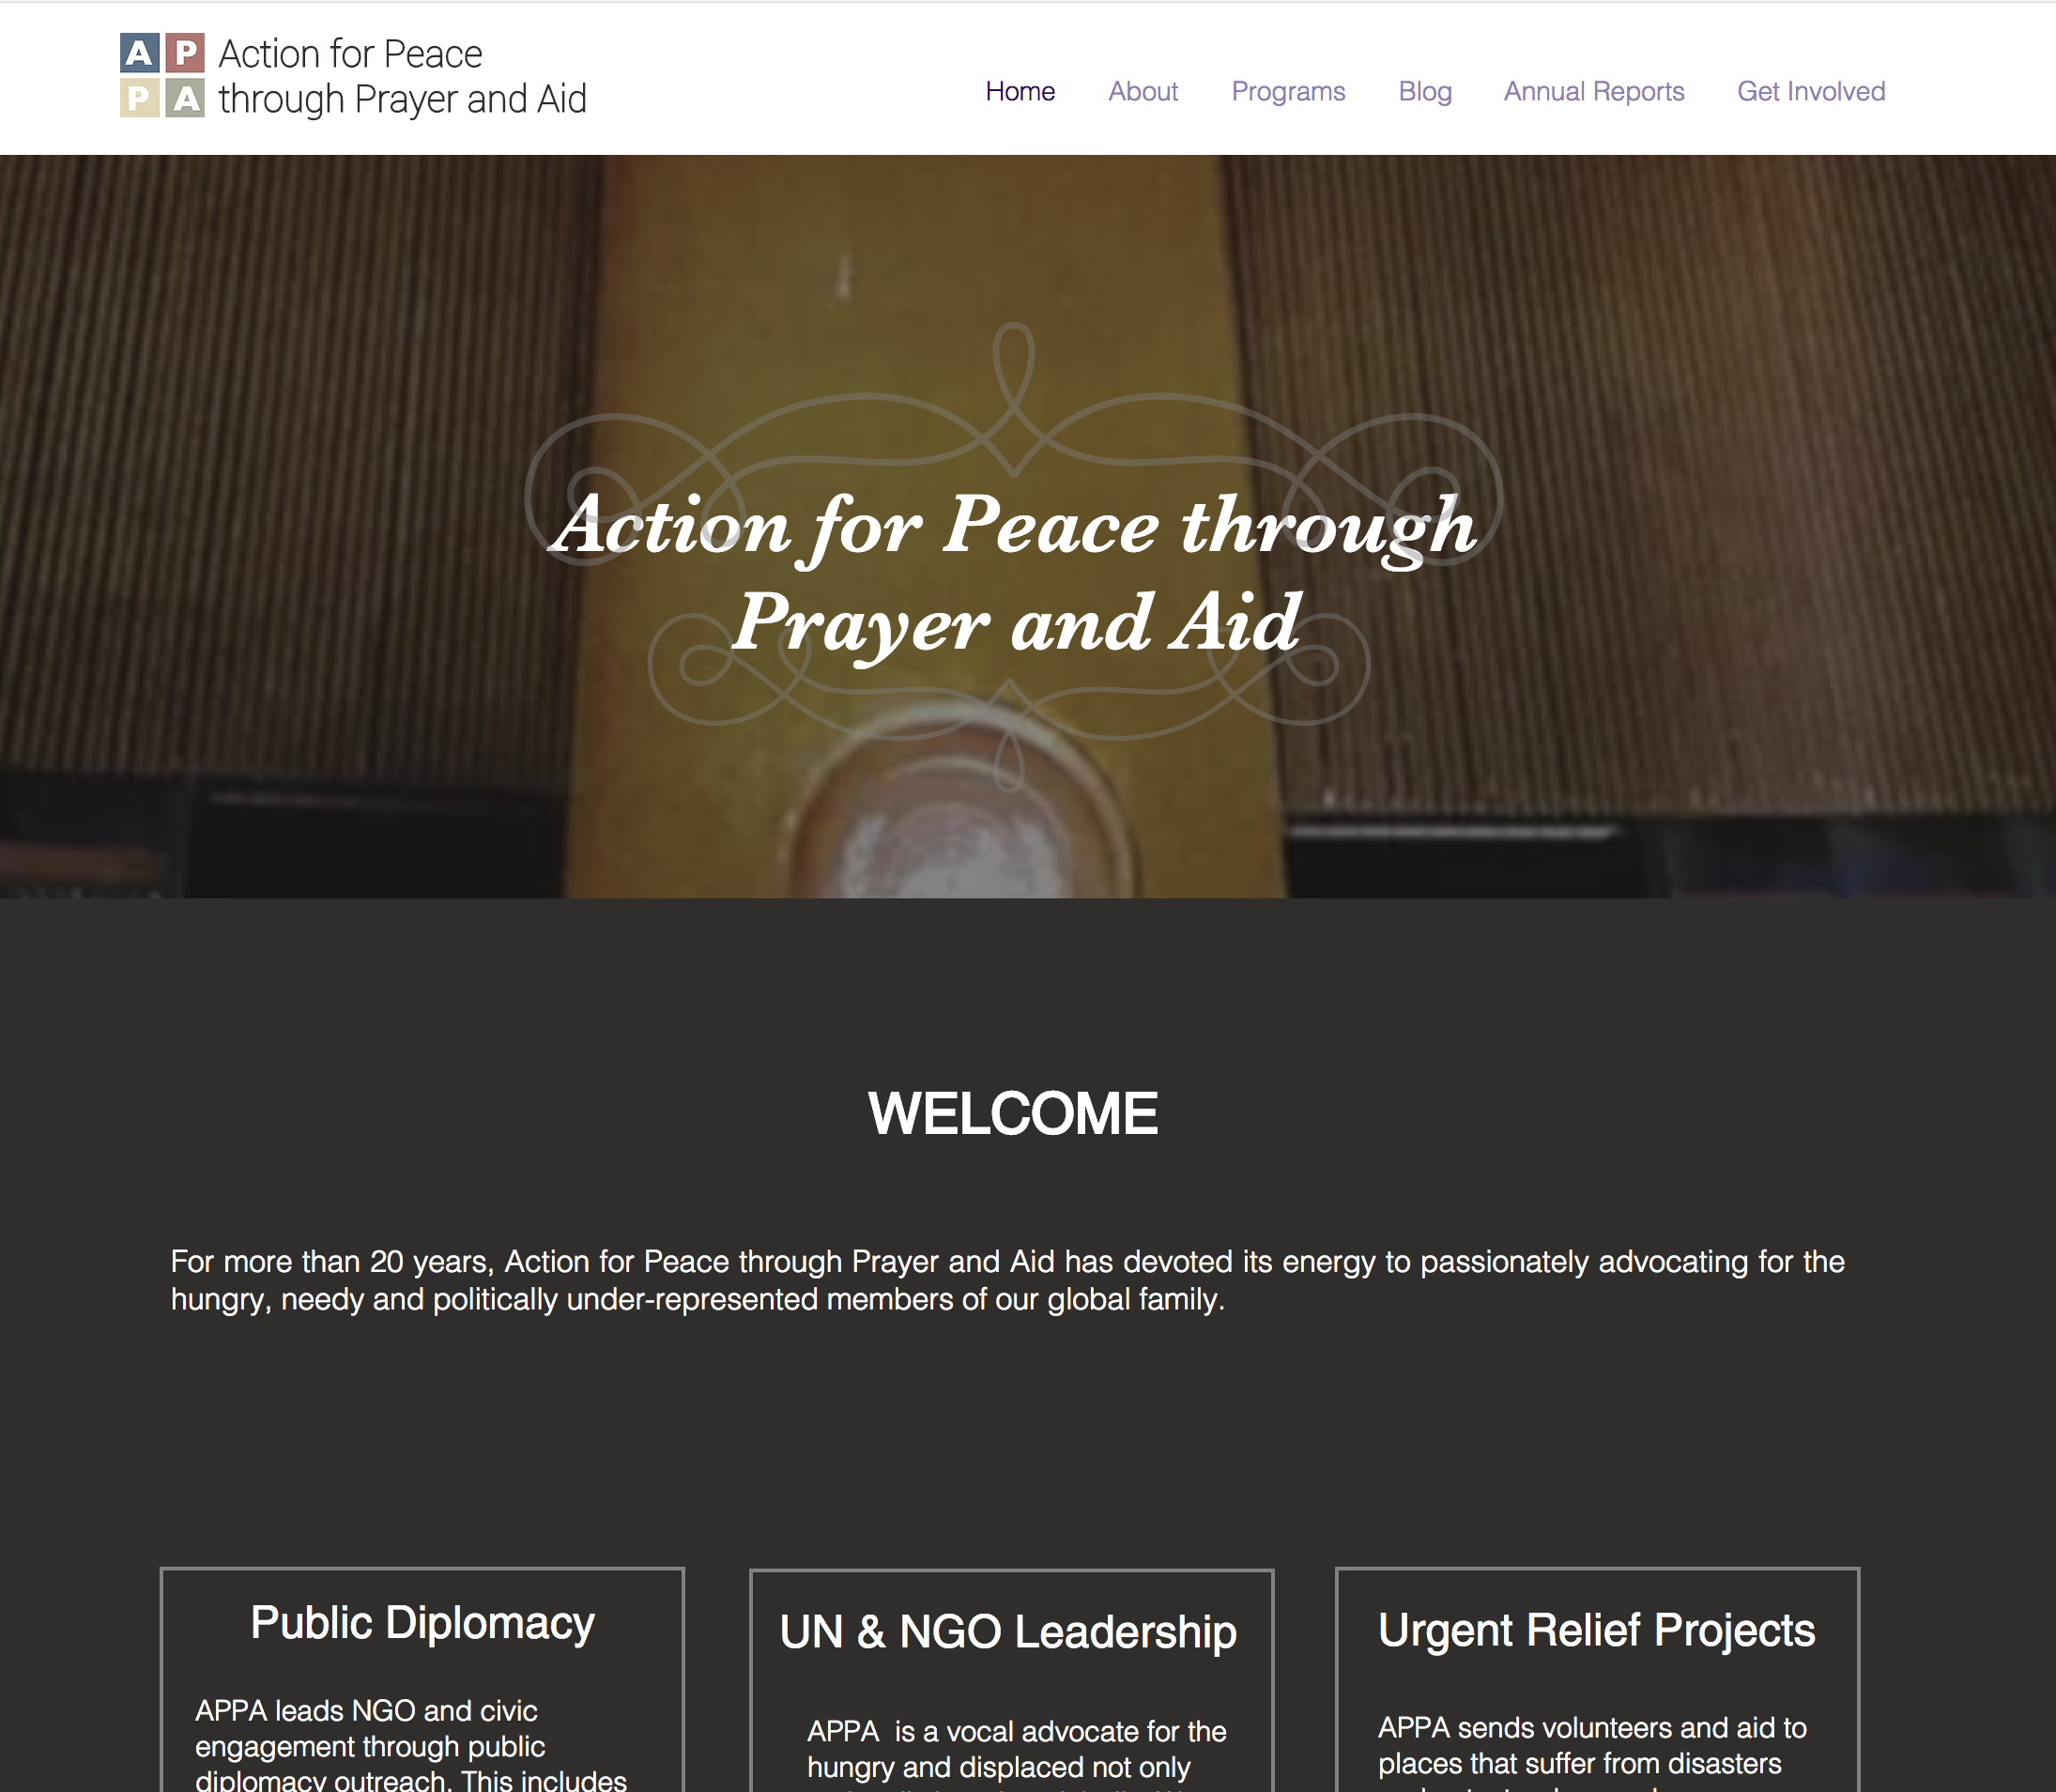 A P
P A
Action for Peace
through Prayer and Aid
Home About Programs Blog Annual Reports Get Involved
Action for Peace through
Prayer and Aid
WELCOME
For more than 20 years, Action for Peace through Prayer and Aid has devoted its energy to passionately advocating for the
hungry, needy and politically under-represented members of our global family.
Public Diplomacy
APPA leads NGO and civic
engagement through public
diplomacy outreach. This includes
UN & NGO Leadership
APPA is a vocal advocate for the
hungry and displaced not only
Urgent Relief Projects
APPA sends volunteers and aid to
places that suffer from disasters